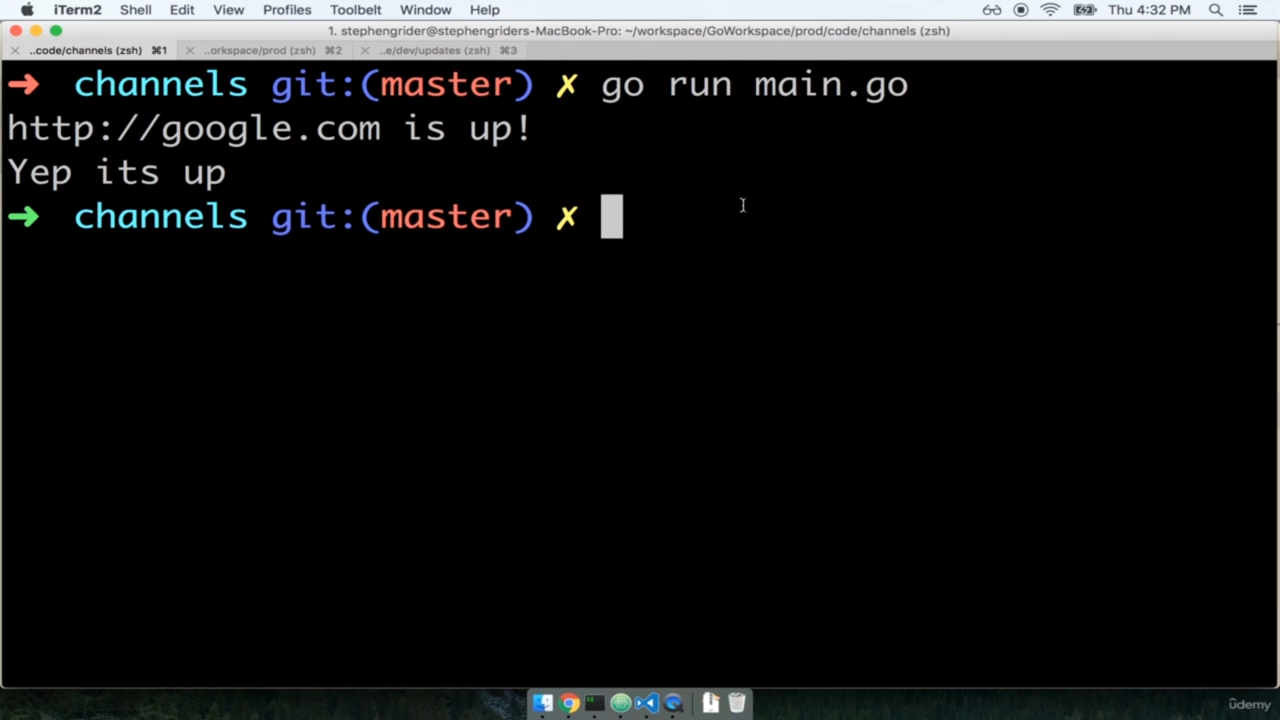 iTerm2 Shell Edit View Profiles Toolbelt Window Help Thu 4:32 PM
1. stephengrider@stephengriders-MacBook-Pro: ~/workspace/GoWorkspace/prod/code/channels (zsh)
..code/channels (zsh) ⌘1 ..orkspace/prod (zsh) ⌘2 ..e/dev/updates (zsh) ⌘3
➜ channels git:(master) ✗ go run main.go
http://google.com is up!
Yep its up
➜ channels git:(master) ✗
ûdemy